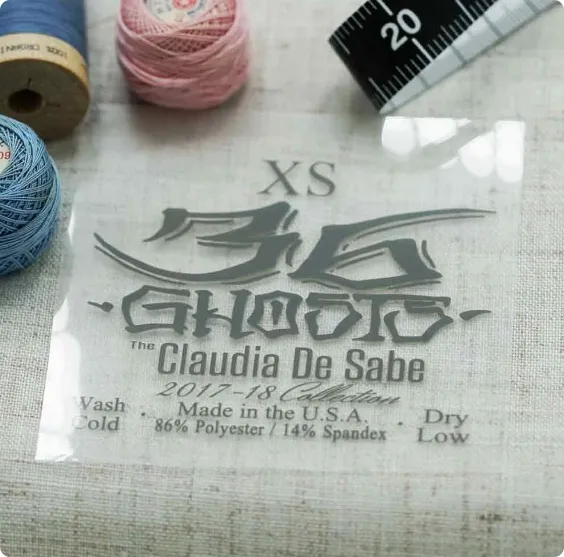 20
XS
36
GHOSTS
The Claudia De Sabe
2017-18 Collection
Wash Cold · Made in the U.S.A. · Dry Low
86% Polyester / 14% Spandex